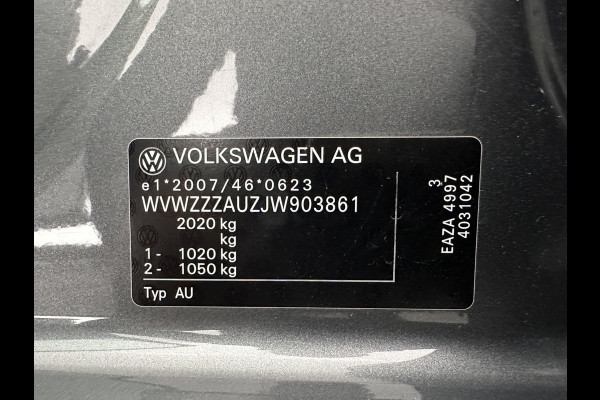 VOLKSWAGEN AG
e1*2007/46*0623
WVWZZZAUZJW903861
2020 kg
kg
1 - 1020 kg
2 - 1050 kg
Typ AU
3
EAZA 4997
4031042